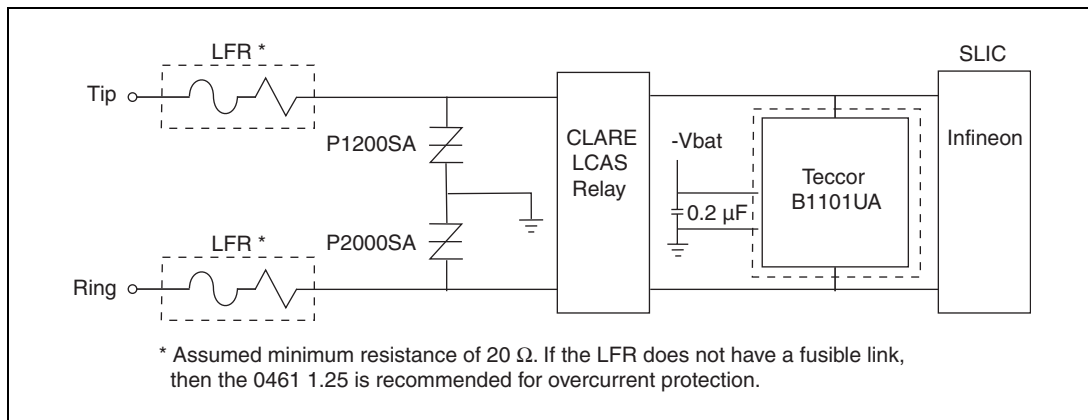 LFR *
SLIC
Tip
P1200SA
CLARE
LCAS
Relay
-Vbat
0.2 µF
Teccor
B1101UA
Infineon
P2000SA
LFR *
Ring
* Assumed minimum resistance of 20 Ω. If the LFR does not have a fusible link,
then the 0461 1.25 is recommended for overcurrent protection.